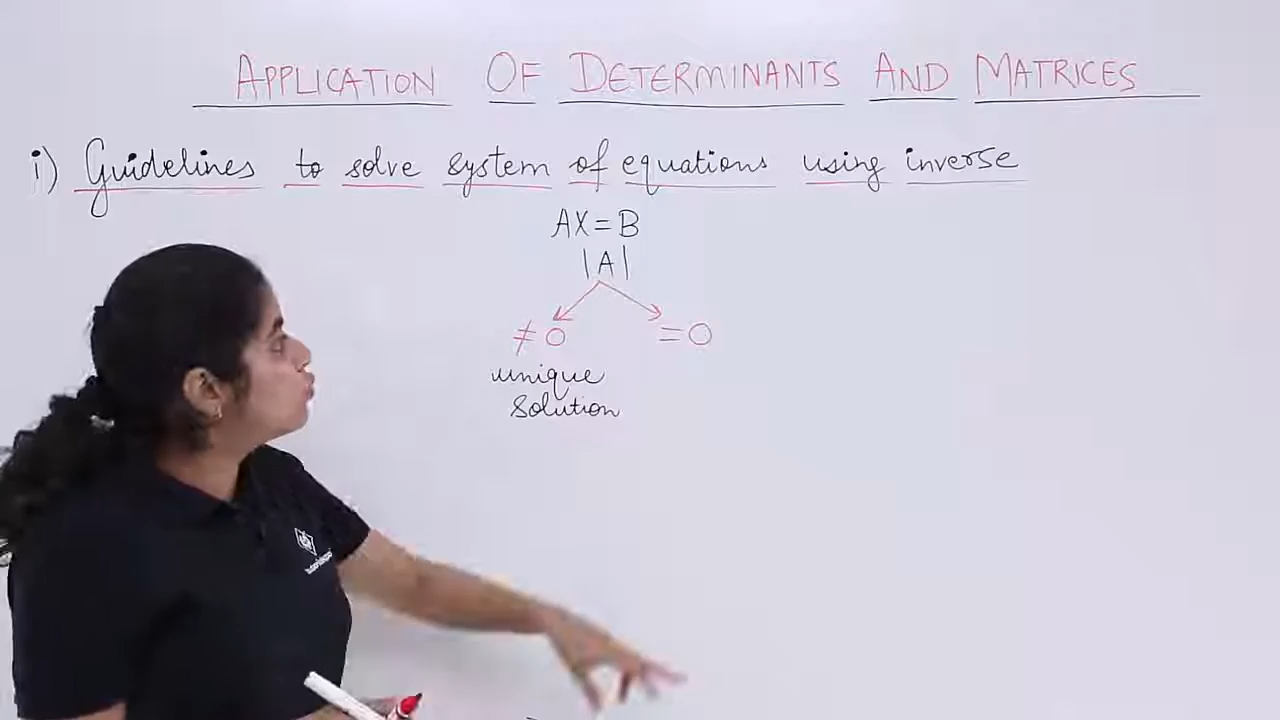 APPLICATION OF DETERMINANTS AND MATRICES
i) Guidelines to solve system of equations using inverse
AX = B
|A|
≠ 0 = 0
unique
solution